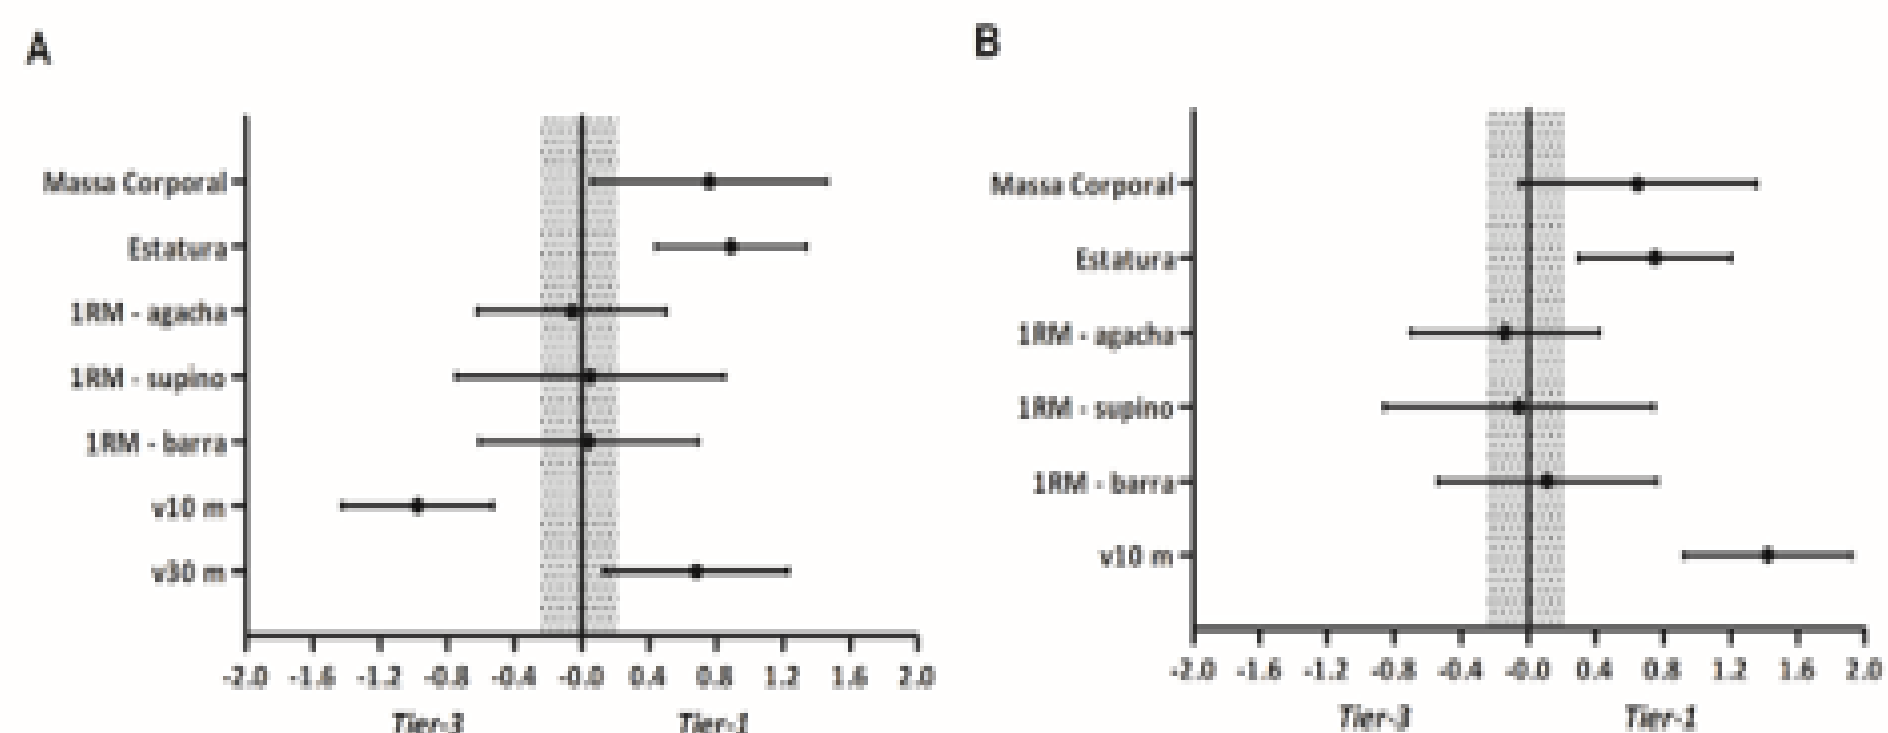 A
Massa Corporal
Estatura
1RM - agacha
1RM - supino
1RM - barra
v10 m
v30 m
-2.0 -1.6 -1.2 -0.8 -0.4 -0.0 0.4 0.8 1.2 1.6 2.0
Tier-3 Tier-1
B
Massa Corporal
Estatura
1RM - agacha
1RM - supino
1RM - barra
v10 m
-2.0 -1.6 -1.2 -0.8 -0.4 -0.0 0.4 0.8 1.2 1.6 2.0
Tier-3 Tier-1